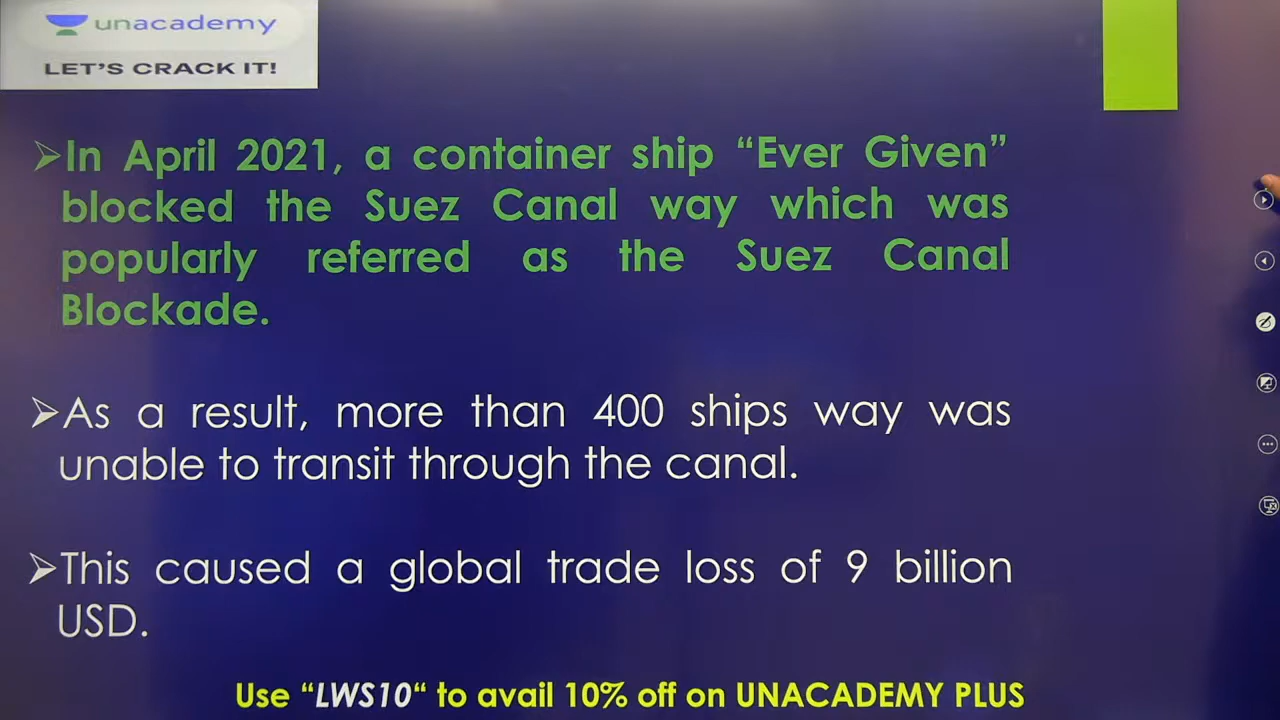 unacademy
LET'S CRACK IT!
➢In April 2021, a container ship “Ever Given”
blocked the Suez Canal way which was
popularly referred as the Suez Canal
Blockade.
➢As a result, more than 400 ships way was
unable to transit through the canal.
➢This caused a global trade loss of 9 billion
USD.
Use “LWS10“ to avail 10% off on UNACADEMY PLUS